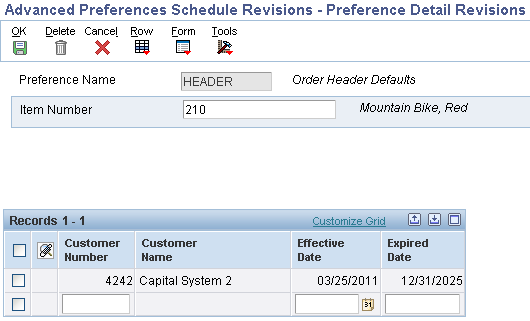 Advanced Preferences Schedule Revisions - Preference Detail Revisions
OK Delete Cancel Row Form Tools
Preference Name HEADER Order Header Defaults
Item Number 210 Mountain Bike, Red
Records 1 - 1 Customize Grid
Customer Number Customer Name Effective Date Expired Date
4242 Capital System 2 03/25/2011 12/31/2025
31